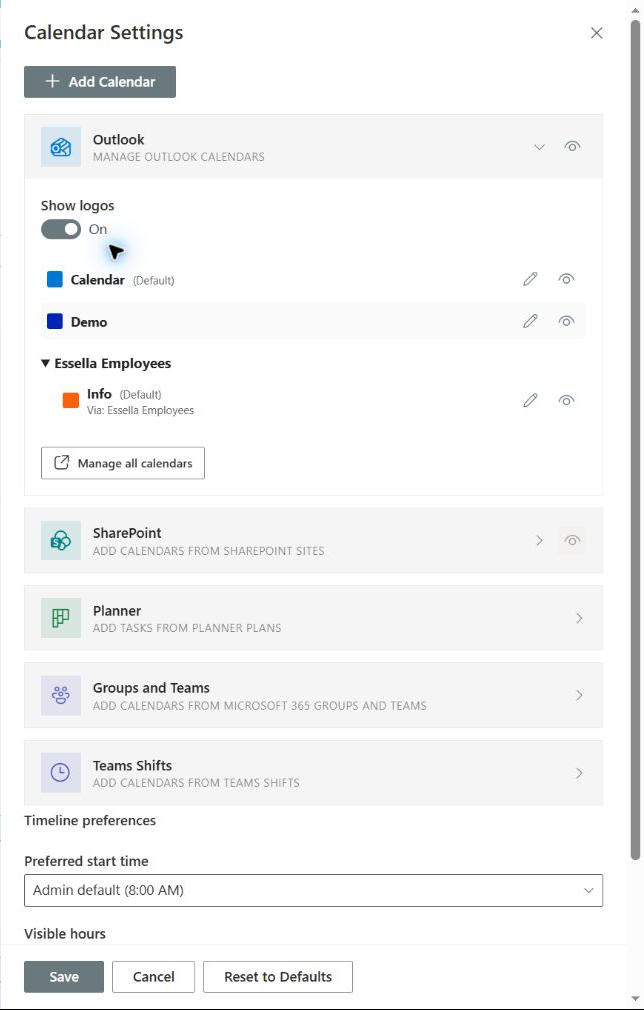 Calendar Settings
Add Calendar
Outlook
MANAGE OUTLOOK CALENDARS
Show logos
On
Calendar (Default)
Demo
Essella Employees
Info (Default)
Via: Essella Employees
Manage all calendars
SharePoint
ADD CALENDARS FROM SHAREPOINT SITES
Planner
ADD TASKS FROM PLANNER PLANS
Groups and Teams
ADD CALENDARS FROM MICROSOFT 365 GROUPS AND TEAMS
Teams Shifts
ADD CALENDARS FROM TEAMS SHIFTS
Timeline preferences
Preferred start time
Admin default (8:00 AM)
Visible hours
Save Cancel Reset to Defaults